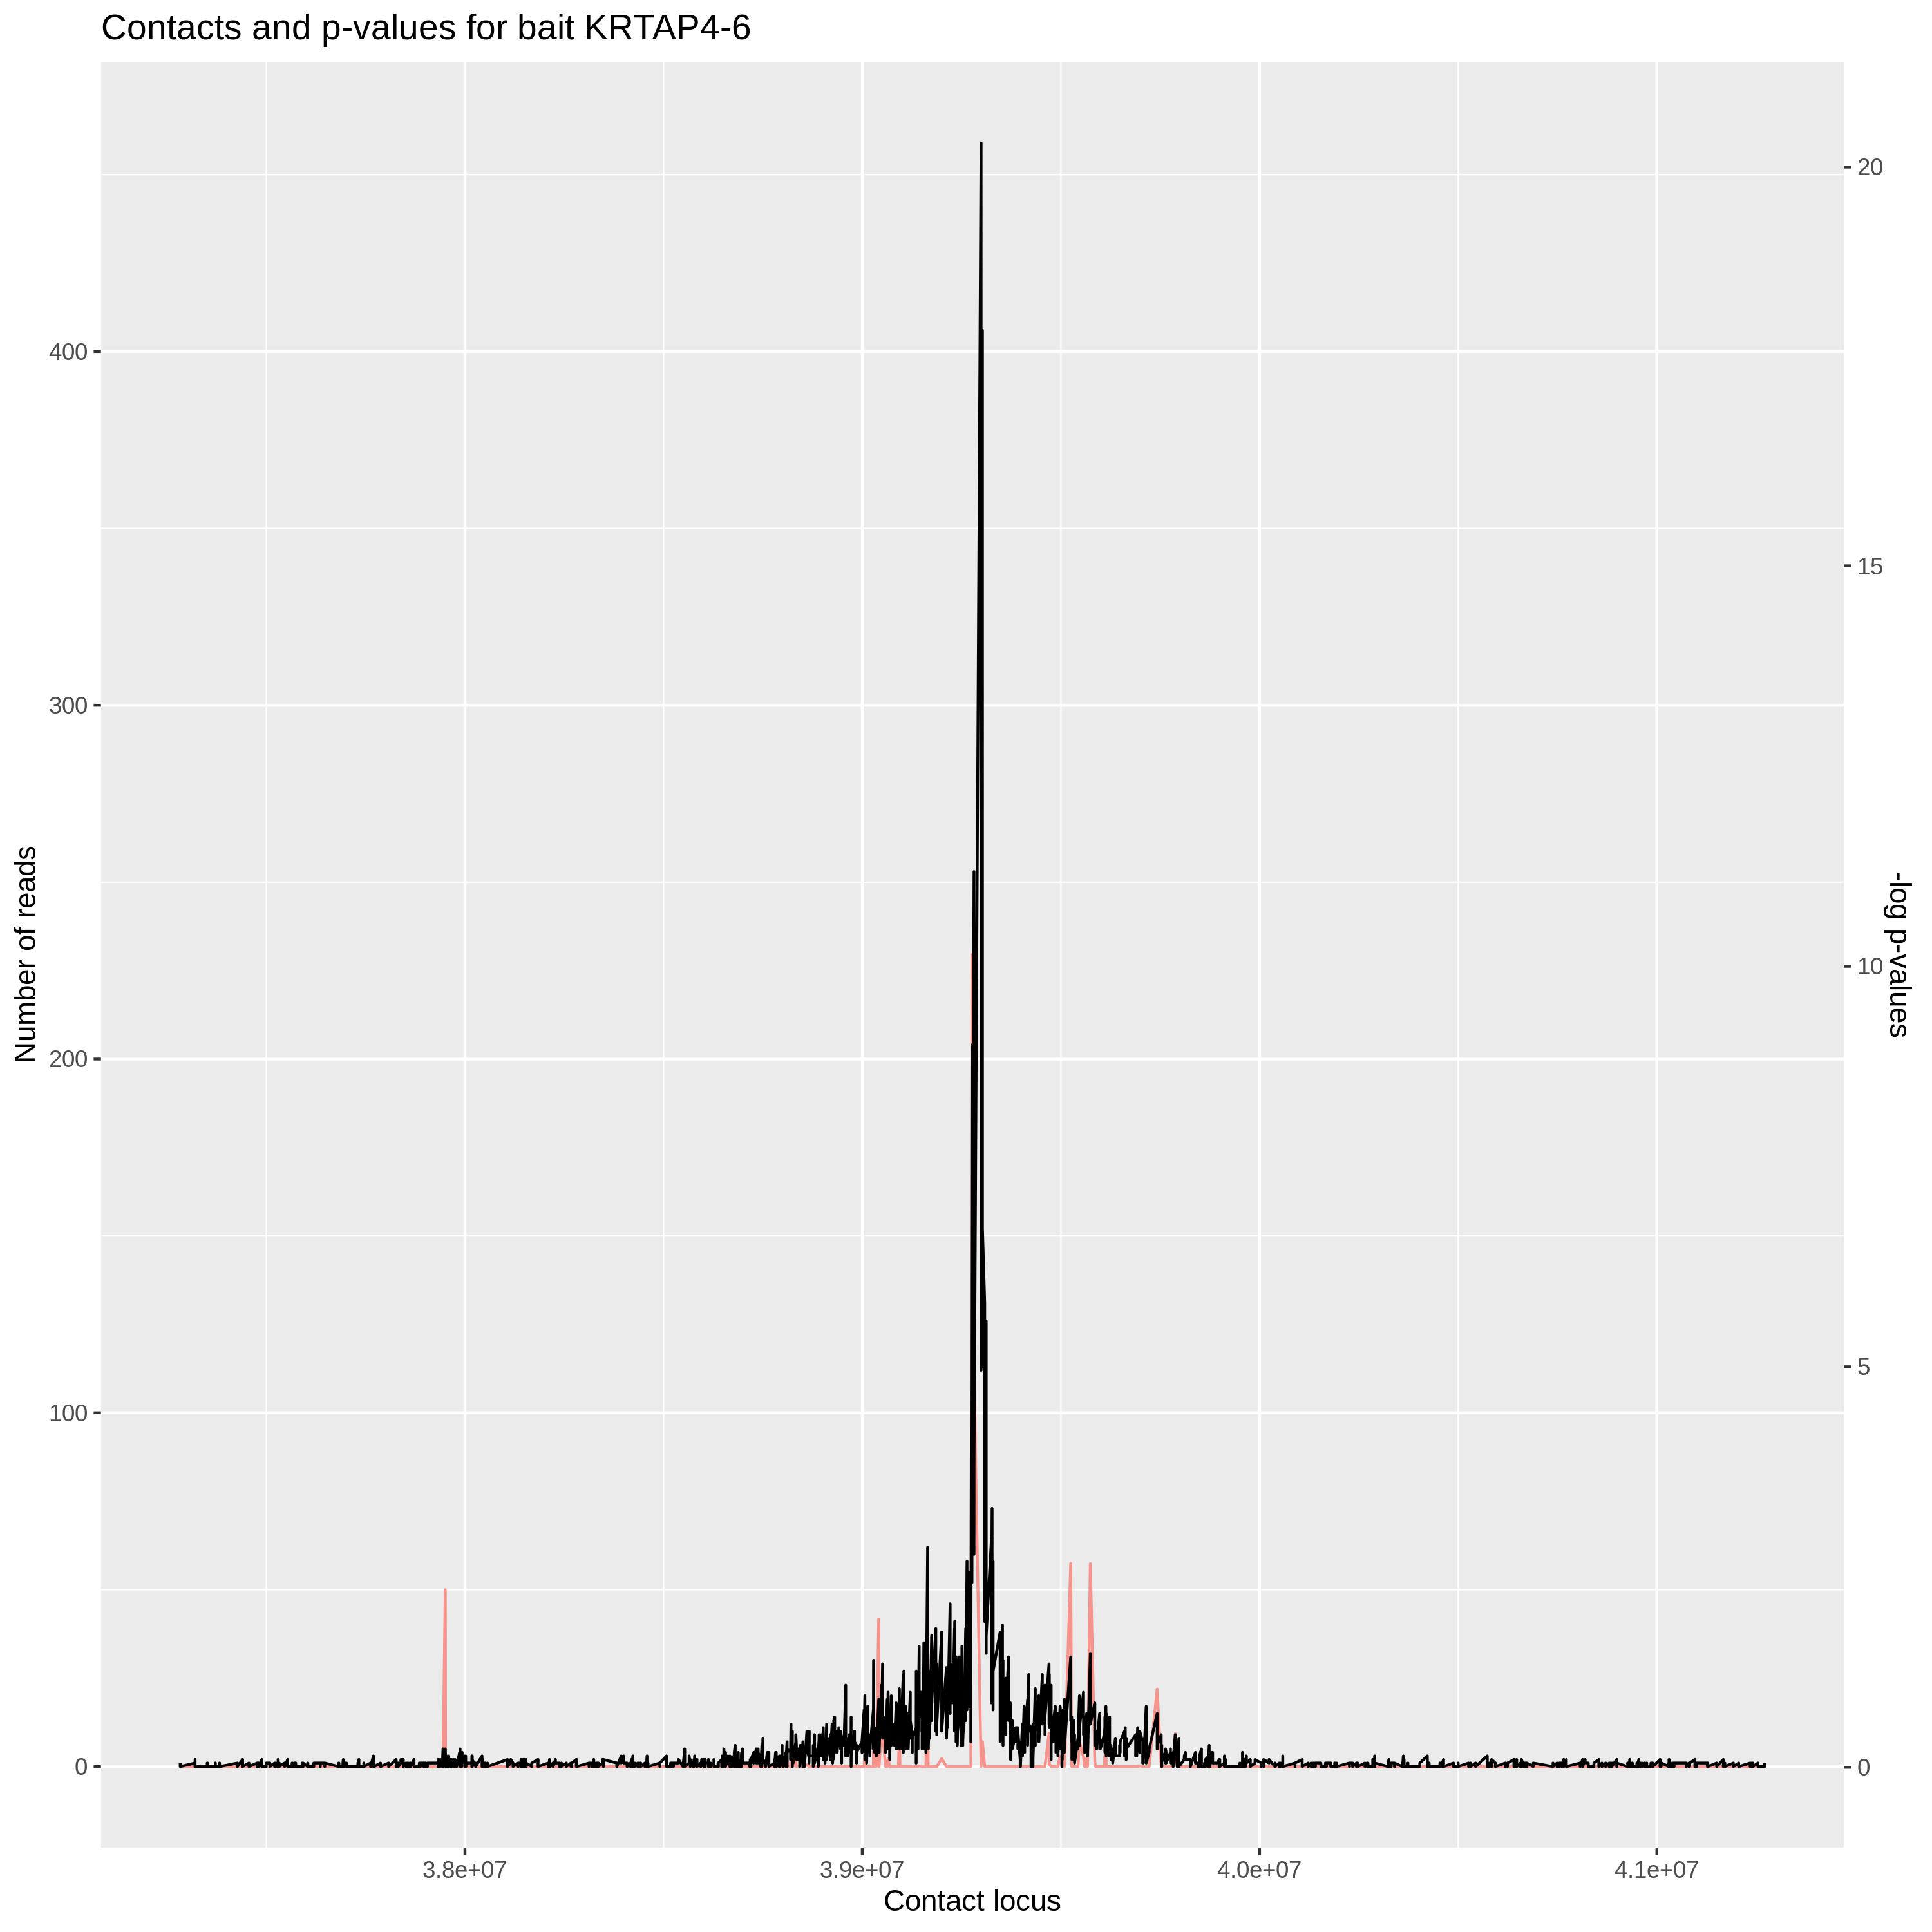 Contacts and p-values for bait KRTAP4-6
Number of reads
400
300
200
100
0
20
15
10
5
0
-log p-values
3.8e+07 3.9e+07 4.0e+07 4.1e+07
Contact locus